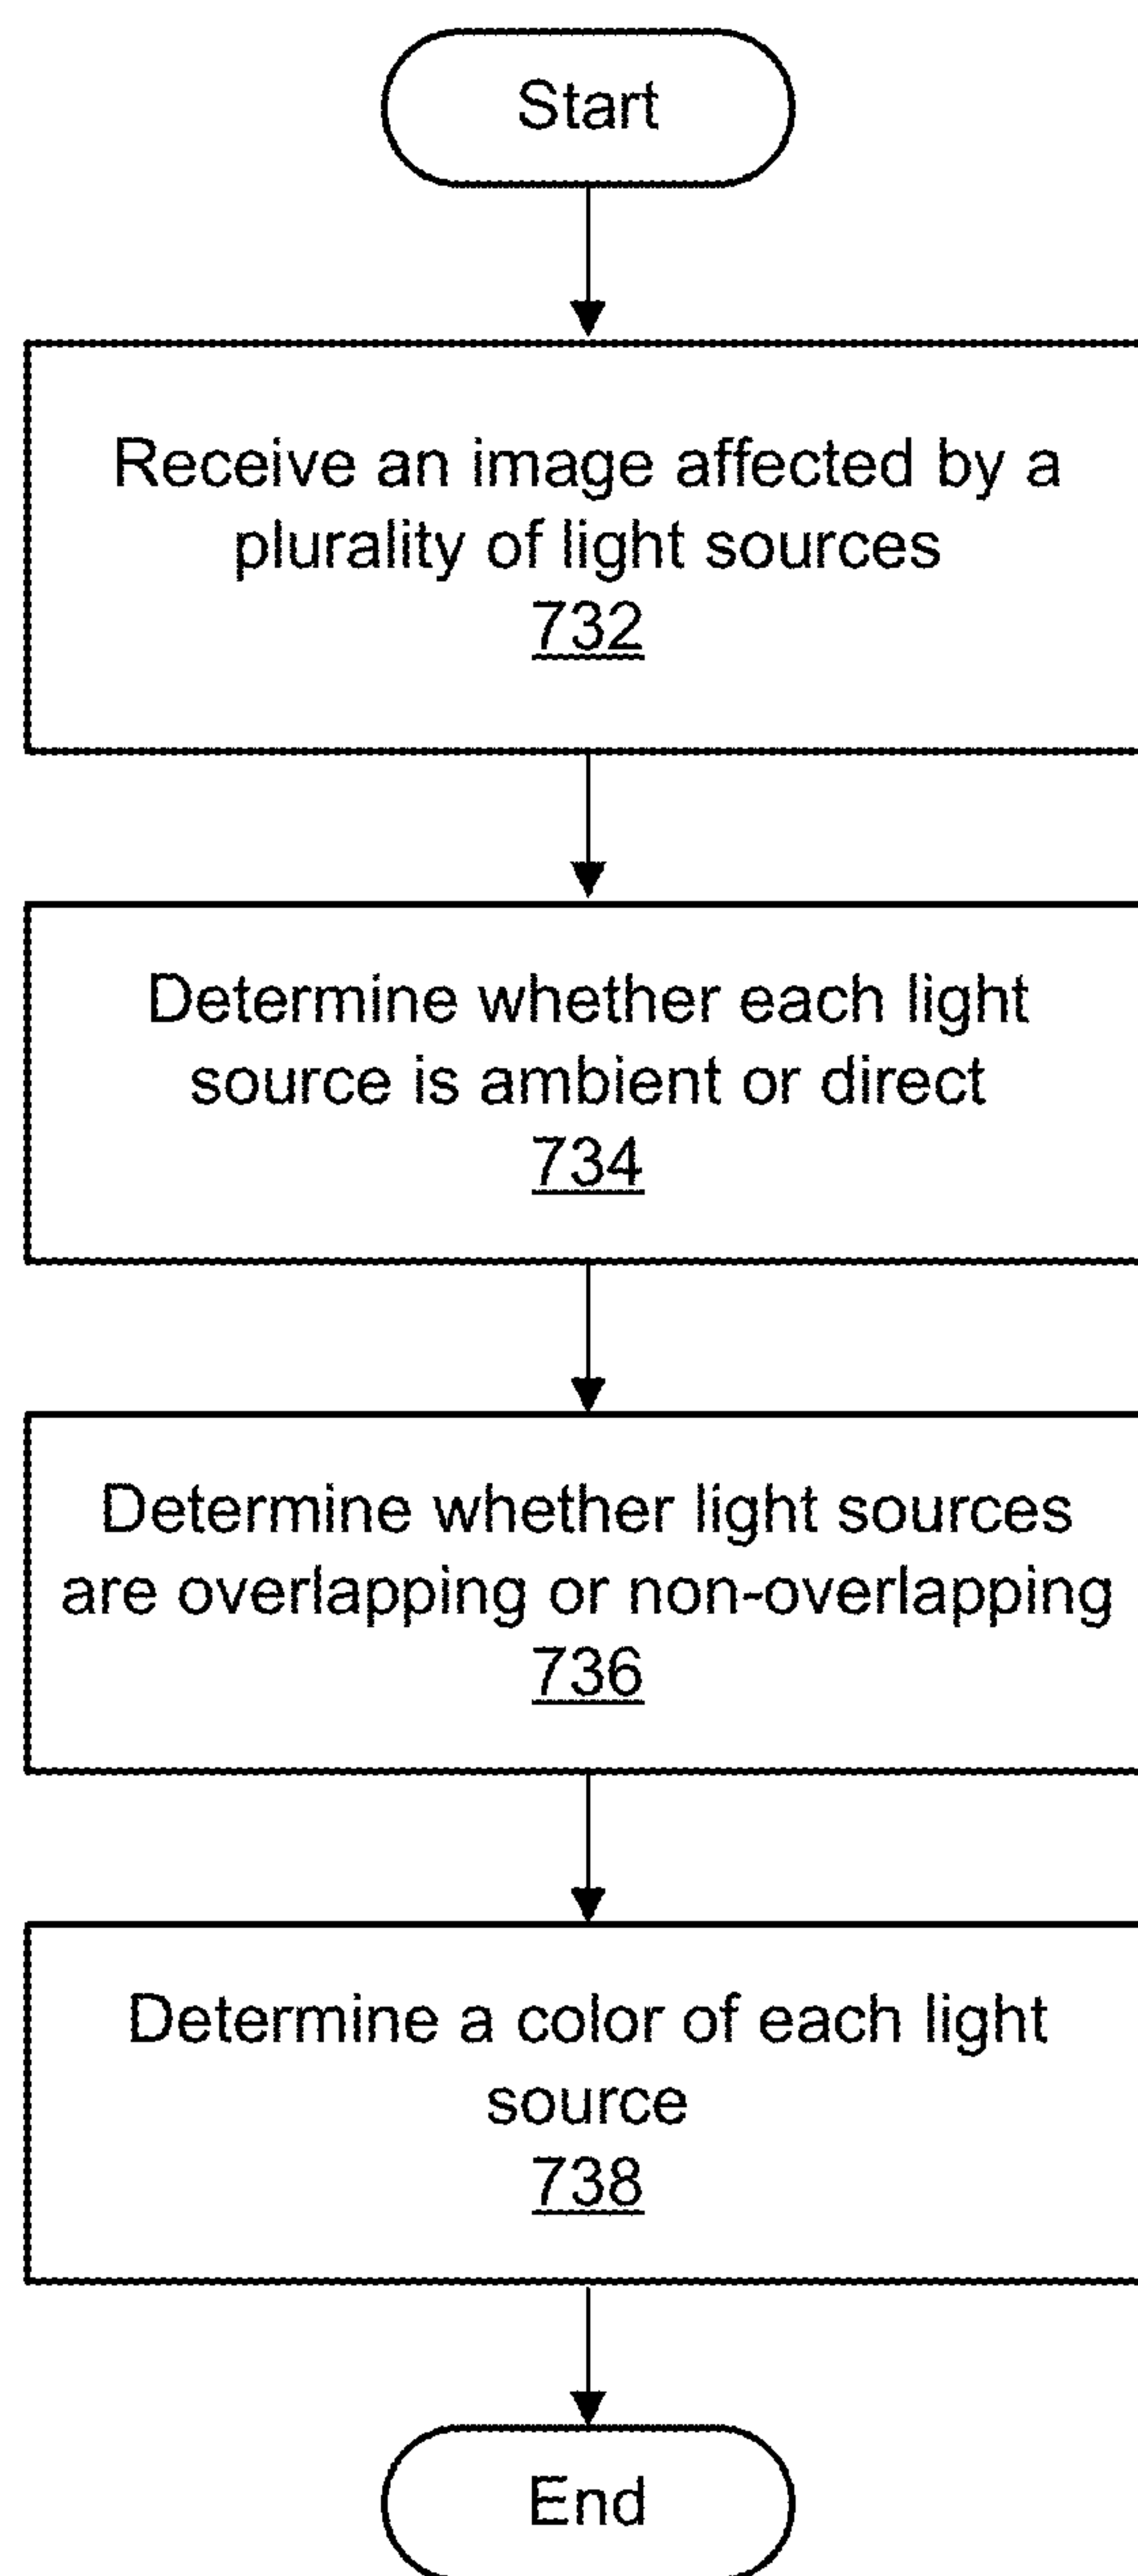 Start
Receive an image affected by a
plurality of light sources
732
Determine whether each light
source is ambient or direct
734
Determine whether light sources
are overlapping or non-overlapping
736
Determine a color of each light
source
738
End